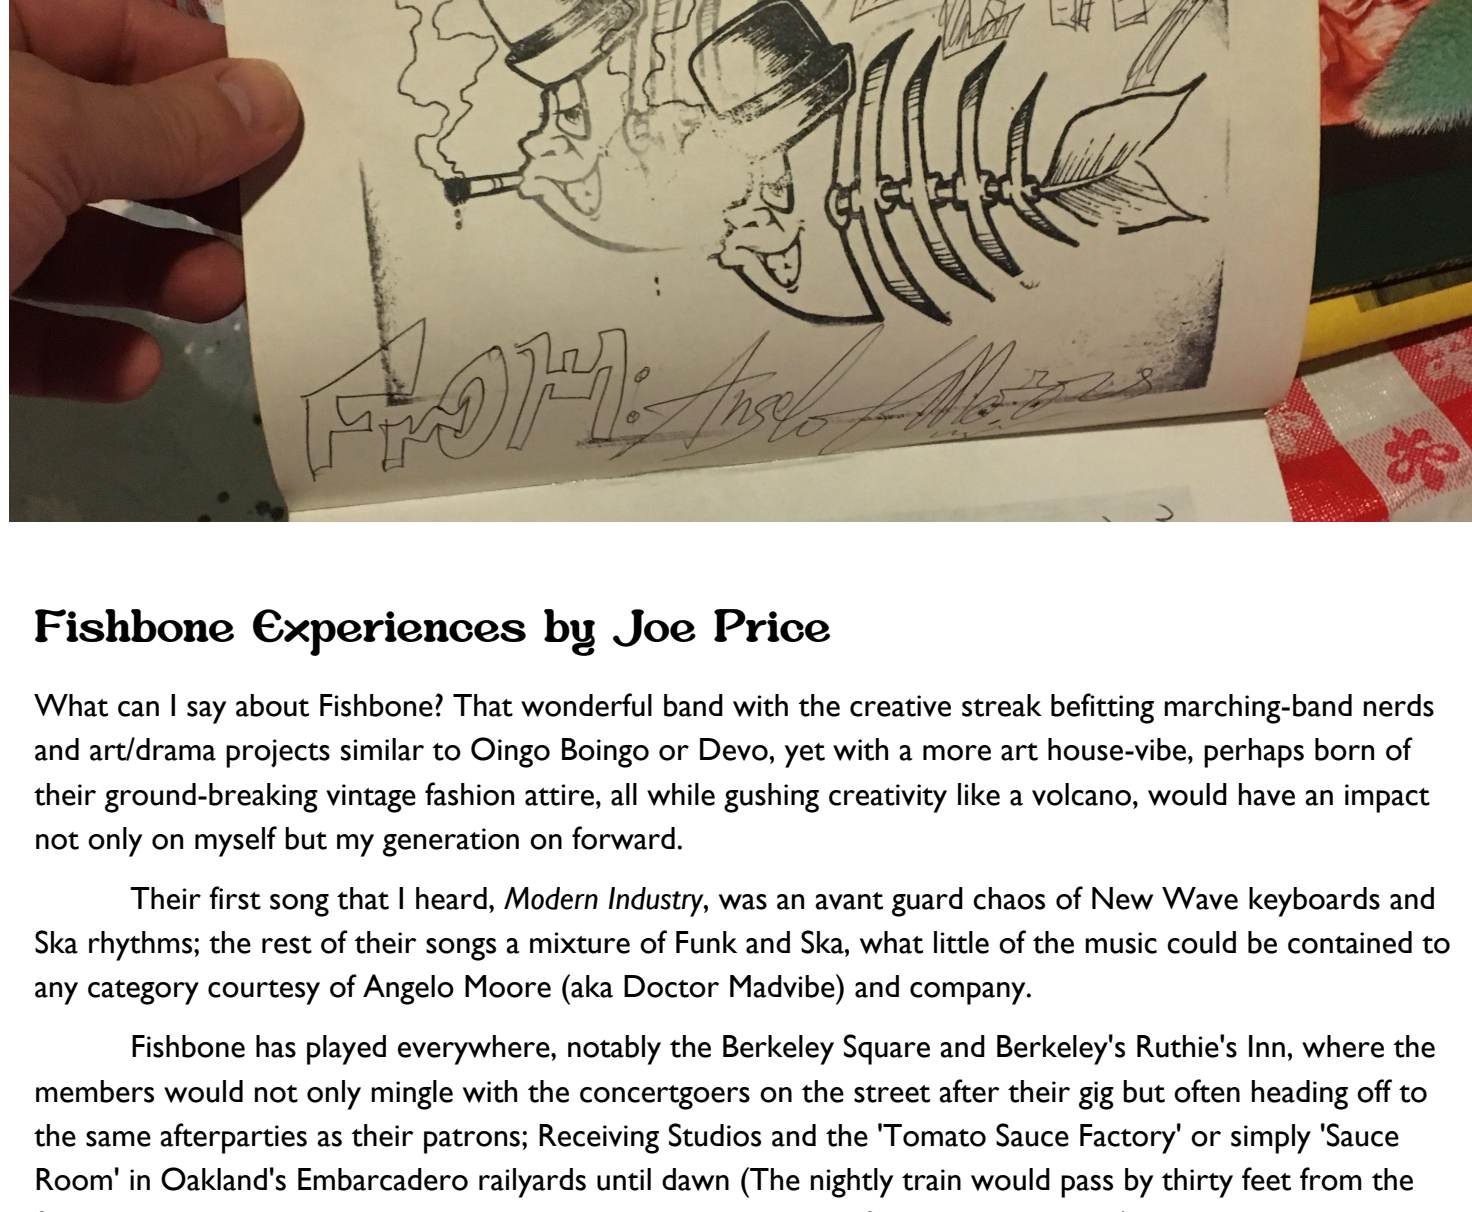 From: Angelo Moore
Fishbone Experiences by Joe Price
What can I say about Fishbone? That wonderful band with the creative streak befitting marching-band nerds
and art/drama projects similar to Oingo Boingo or Devo, yet with a more art house-vibe, perhaps born of
their ground-breaking vintage fashion attire, all while gushing creativity like a volcano, would have an impact
not only on myself but my generation on forward.
Their first song that I heard, Modern Industry, was an avant guard chaos of New Wave keyboards and
Ska rhythms; the rest of their songs a mixture of Funk and Ska, what little of the music could be contained to
any category courtesy of Angelo Moore (aka Doctor Madvibe) and company.
Fishbone has played everywhere, notably the Berkeley Square and Berkeley's Ruthie's Inn, where the
members would not only mingle with the concertgoers on the street after their gig but often heading off to
the same afterparties as their patrons; Receiving Studios and the 'Tomato Sauce Factory' or simply 'Sauce
Room' in Oakland's Embarcadero railyards until dawn (The nightly train would pass by thirty feet from the